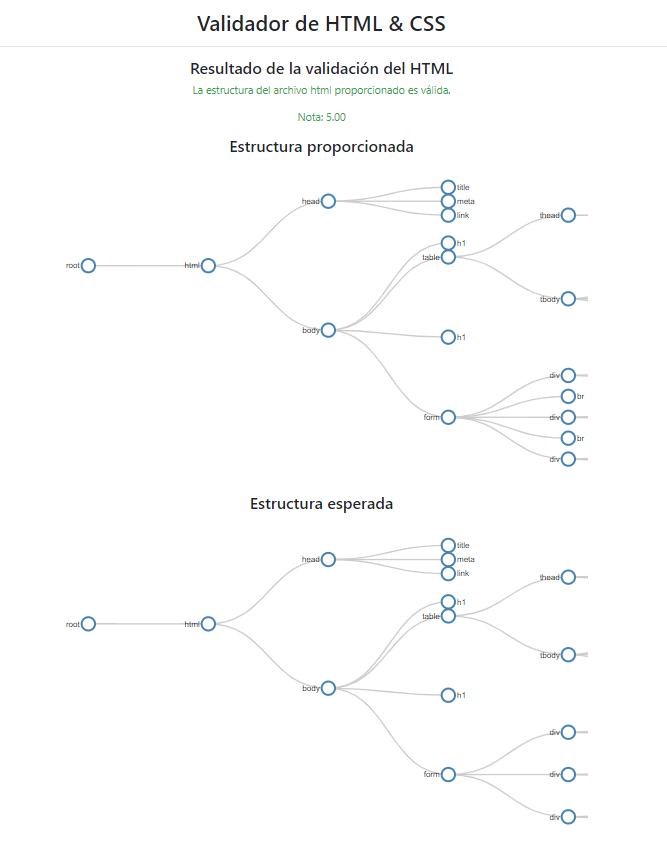 Validador de HTML & CSS
Resultado de la validación del HTML
La estructura del archivo html proporcionado es válida.
Nota: 5.00
Estructura proporcionada
title
head
meta
link
thead
h1
table
root
html
tbody
body
h1
div
br
form
div
br
div
Estructura esperada
title
head
meta
link
thead
h1
table
root
html
tbody
body
h1
div
form
div
div